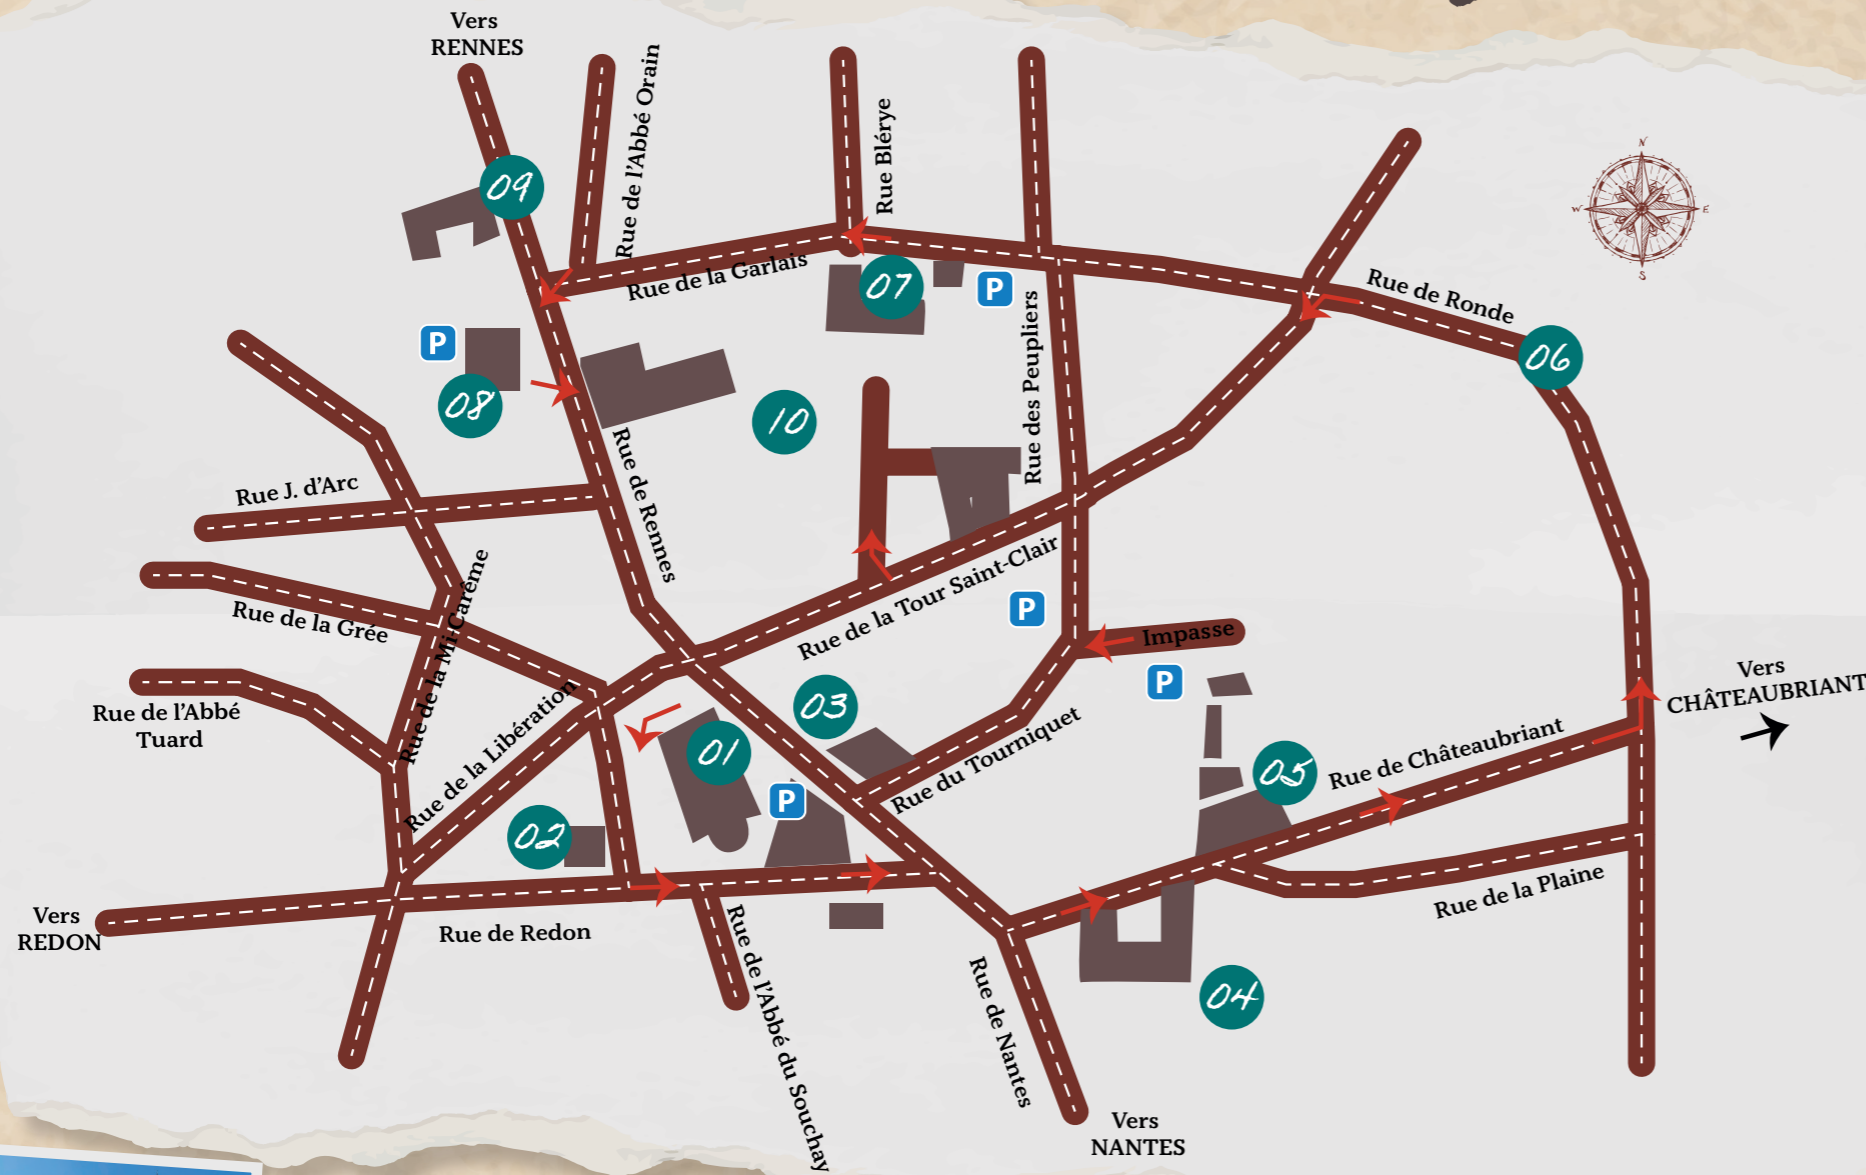 Vers
RENNES
Rue de l'Abbé Orain
Rue Blérye
N
W
E
S
09
Rue de la Garlais
07
P
Rue de Ronde
06
Rue des Peupliers
P
08
10
Rue de Rennes
Rue J. d'Arc
Rue de la Tour Saint-Clair
P
Rue de la Grée
Rue de la Mi-Carême
Impasse
P
Vers
CHÂTEAUBRIANT
Rue de l'Abbé
Tuard
Rue de la Libération
03
01
Rue du Tourniquet
Rue de Châteaubriant
05
P
02
Rue de la Plaine
Vers
REDON
Rue de Redon
Rue de l'Abbé du Souchay
Rue de Nantes
04
Vers
NANTES